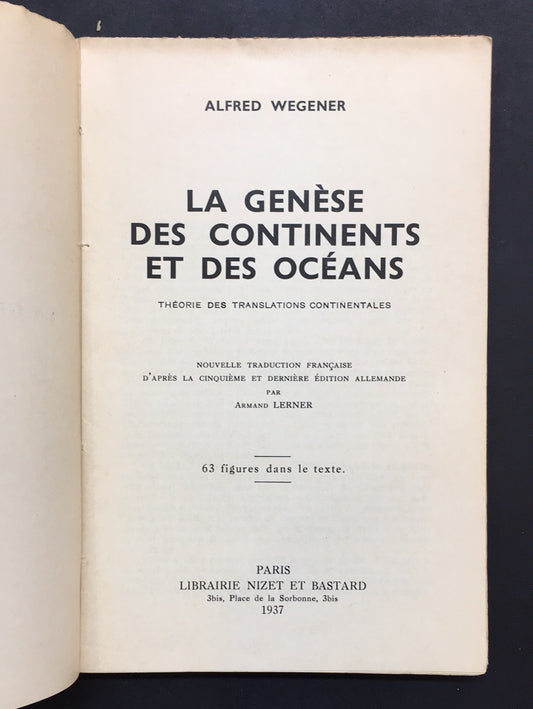 ALFRED WEGENER
LA GENÈSE
DES CONTINENTS
ET DES OCÉANS
THÉORIE DES TRANSLATIONS CONTINENTALES
NOUVELLE TRADUCTION FRANÇAISE
D'APRÈS LA CINQUIÈME ET DERNIÈRE ÉDITION ALLEMANDE
PAR
ARMAND LERNER
63 figures dans le texte.
PARIS
LIBRAIRIE NIZET ET BASTARD
3bis, Place de la Sorbonne, 3bis
1937